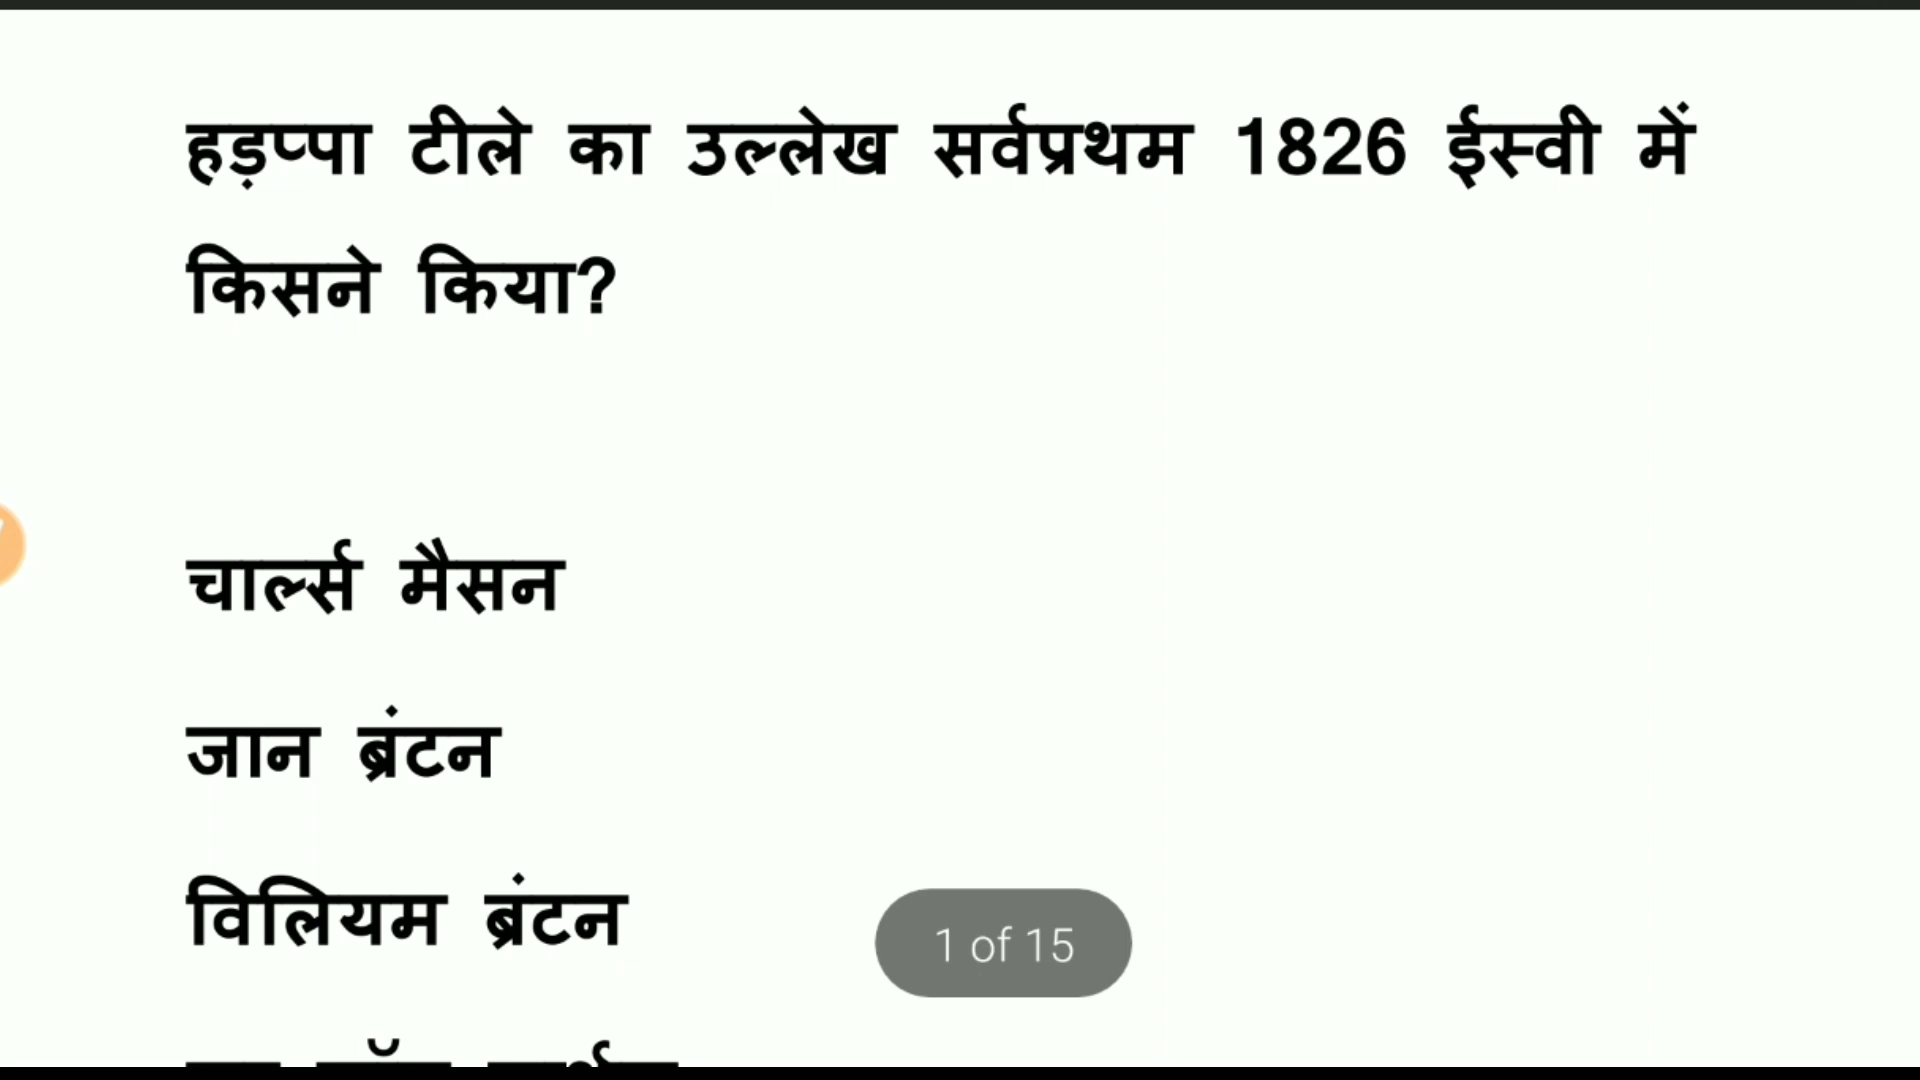 हड़प्पा टीले का उल्लेख सर्वप्रथम 1826 ईस्वी में
किसने किया?
चार्ल्स मैसन
जान ब्रंटन
विलियम ब्रंटन
1 of 15